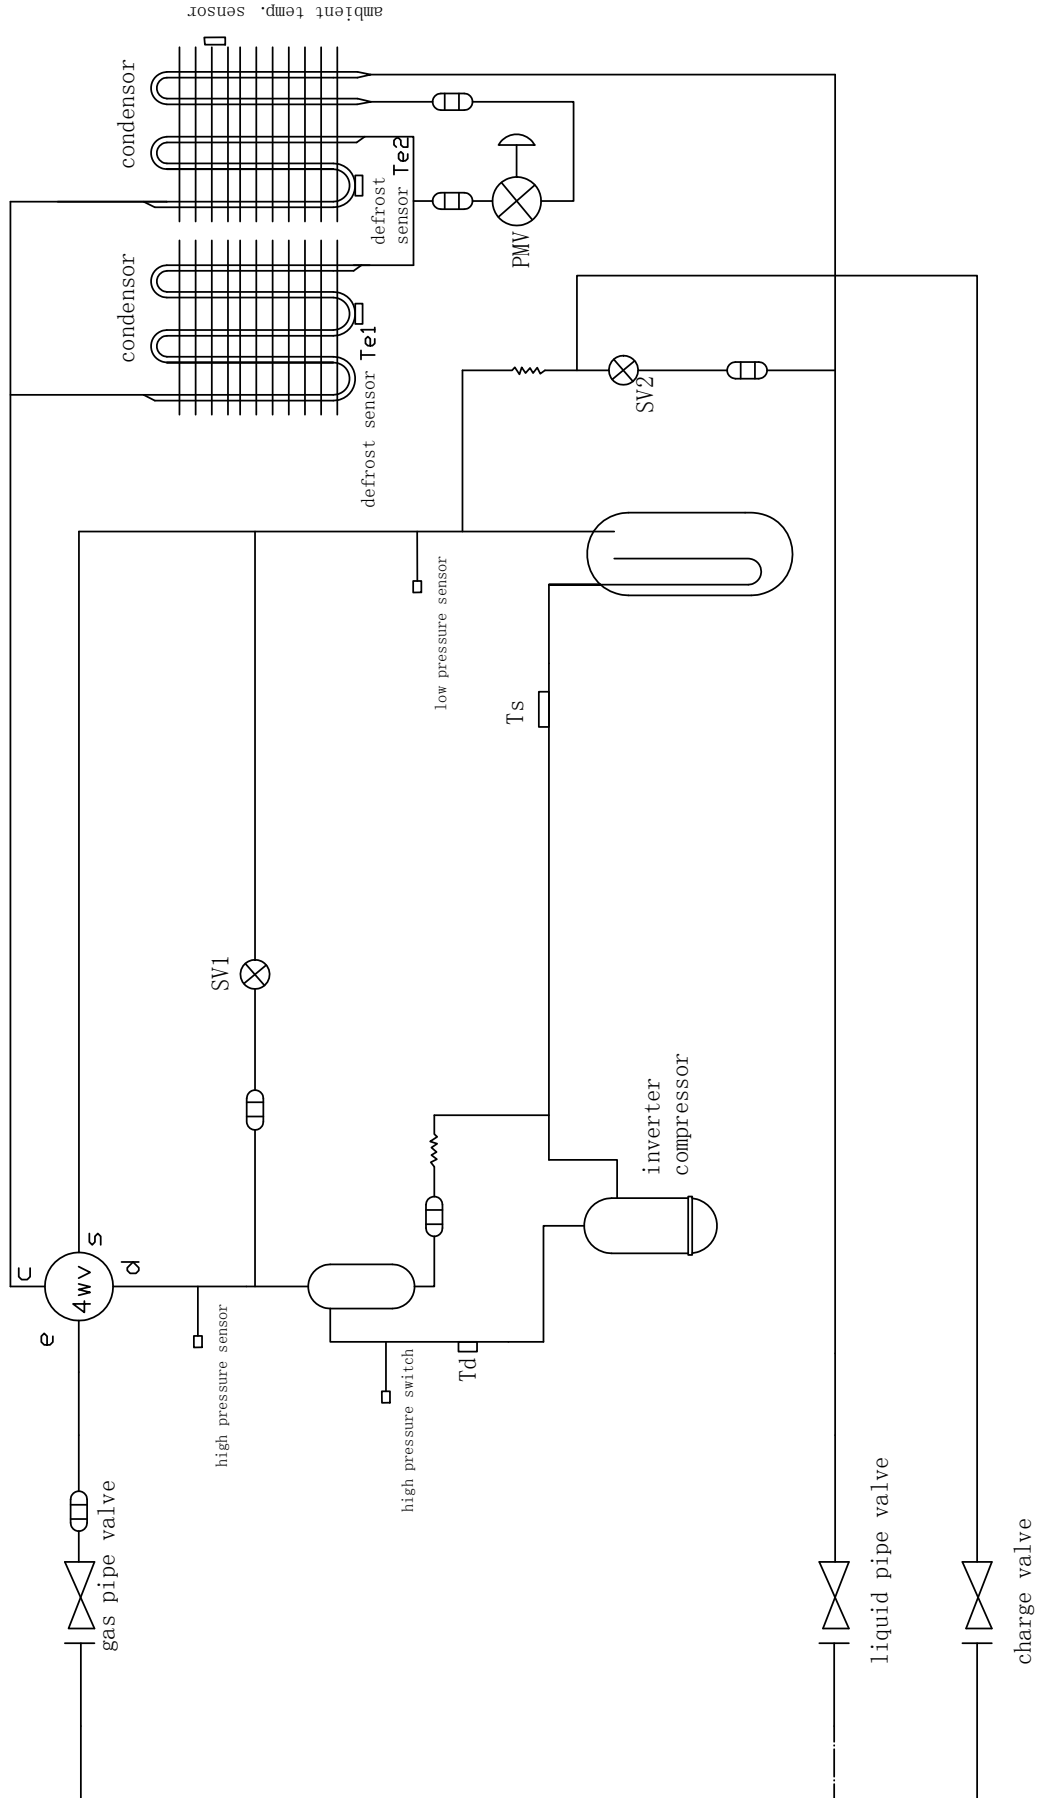 ambient temp. sensor
condensor
condensor
defrost
sensor Te2
defrost sensor Te1
PMV
SV2
low pressure sensor
Ts
SV1
inverter
compressor
4WV
c
s
d
e
high pressure sensor
high pressure switch
Td
gas pipe valve
liquid pipe valve
charge valve